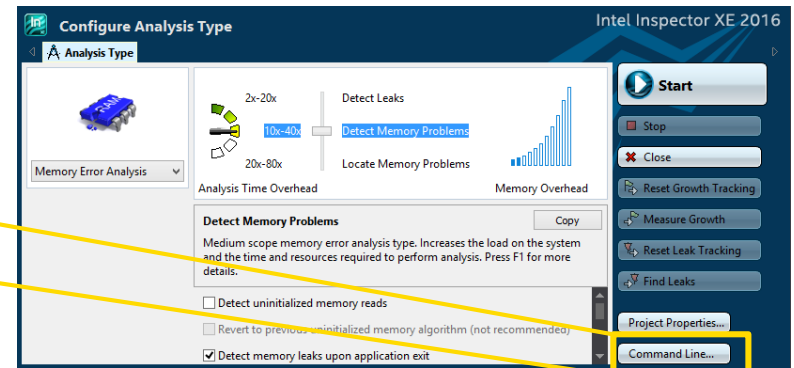 Configure Analysis Type
Intel Inspector XE 2016
Analysis Type
RAM
Memory Error Analysis
2x-20x
Detect Leaks
10x-40x
Detect Memory Problems
20x-80x
Locate Memory Problems
Analysis Time Overhead
Memory Overhead
Detect Memory Problems
Copy
Medium scope memory error analysis type. Increases the load on the system
and the time and resources required to perform analysis. Press F1 for more
details.
Detect uninitialized memory reads
Revert to previous uninitialized memory algorithm (not recommended)
Detect memory leaks upon application exit
Start
Stop
Close
Reset Growth Tracking
Measure Growth
Reset Leak Tracking
Find Leaks
Project Properties...
Command Line...